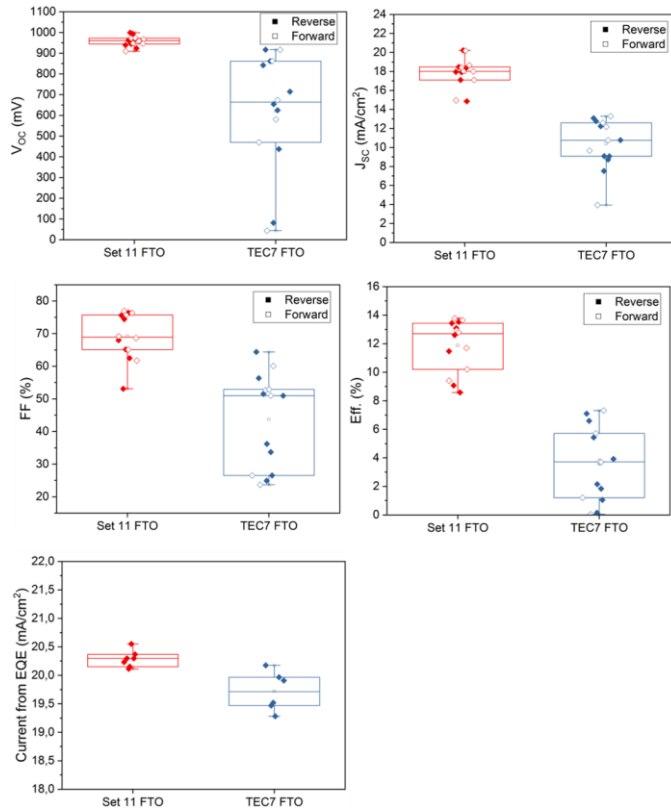 1100
1000
900
800
700
600
500
400
300
200
100
0
V_OC (mV)
Reverse
Forward
Set 11 FTO
TEC7 FTO
24
22
20
18
16
14
12
10
8
6
4
2
0
J_SC (mA/cm²)
Reverse
Forward
Set 11 FTO
TEC7 FTO
80
70
60
50
40
30
20
FF (%)
Reverse
Forward
Set 11 FTO
TEC7 FTO
16
14
12
10
8
6
4
2
0
Eff. (%)
Reverse
Forward
Set 11 FTO
TEC7 FTO
22,0
21,5
21,0
20,5
20,0
19,5
19,0
18,5
18,0
Current from EQE (mA/cm²)
Set 11 FTO
TEC7 FTO